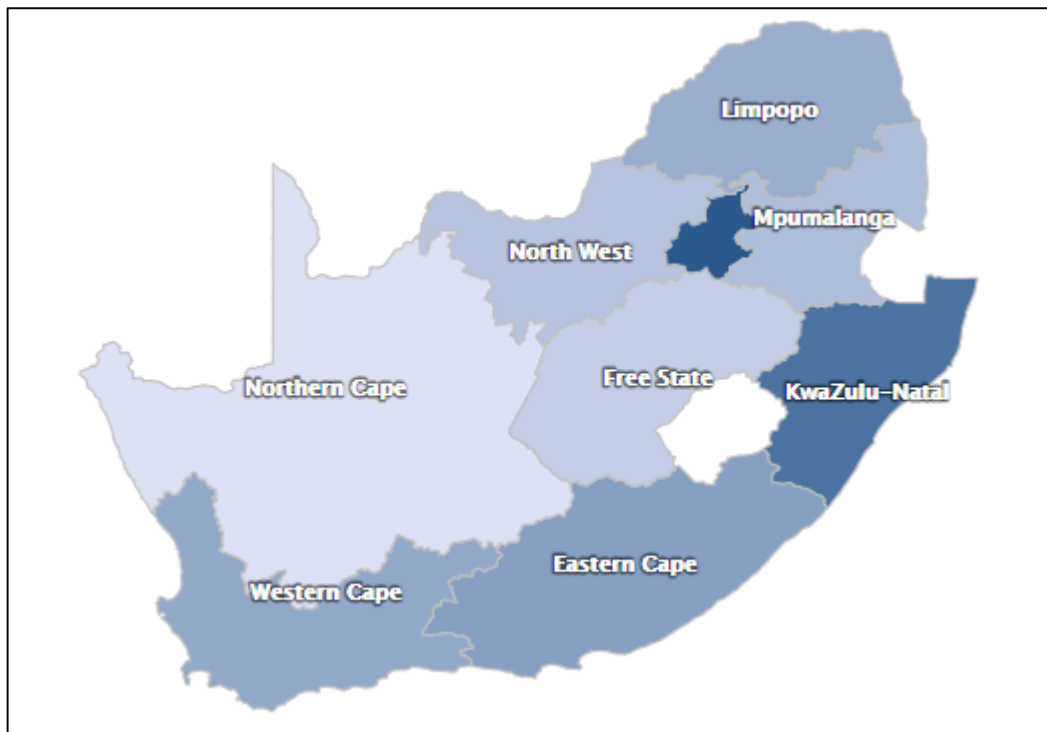 Limpopo
Mpumalanga
North West
Free State
Northern Cape
KwaZulu-Natal
Eastern Cape
Western Cape